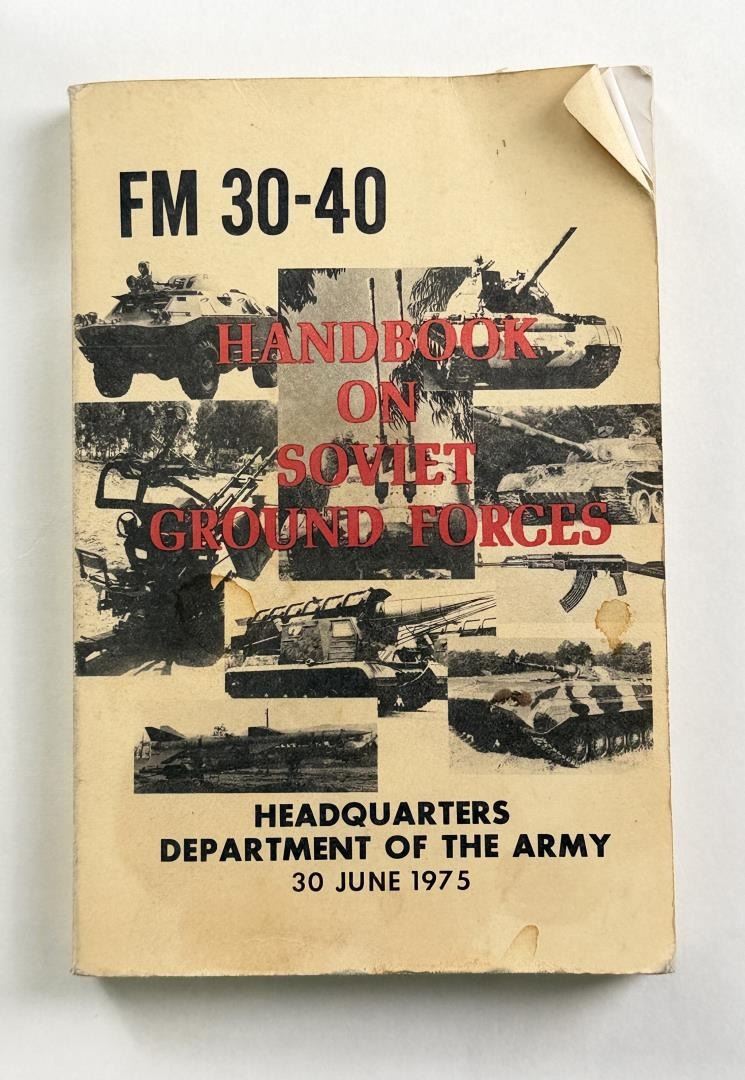 FM 30-40
HANDBOOK
ON
SOVIET
GROUND FORCES
HEADQUARTERS
DEPARTMENT OF THE ARMY
30 JUNE 1975